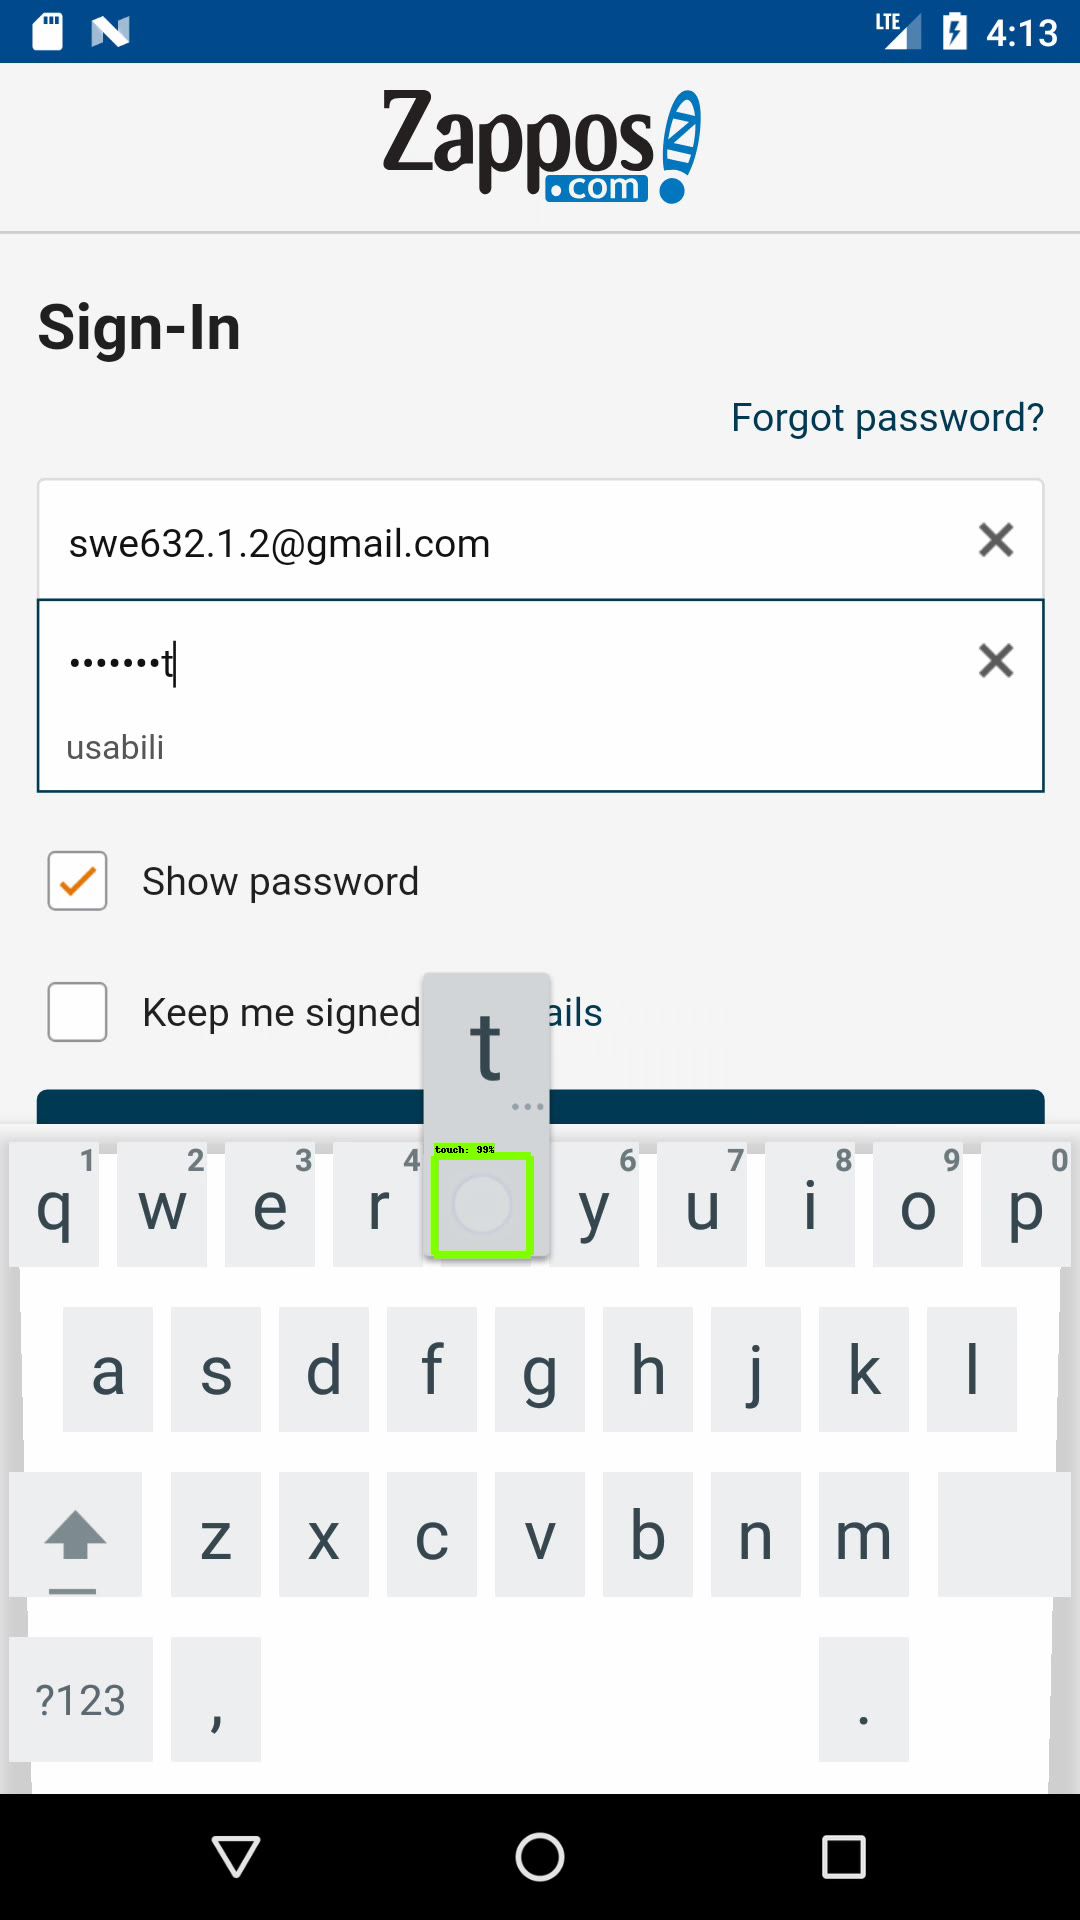 LTE 4:13
Zappos
.com
Sign-In
Forgot password?
swe632.1.2@gmail.com
•••••••t
usabili
Show password
Keep me signed ails
t
...
touch: 99%
1 2 3 4 6 7 8 9 0
q w e r y u i o p
a s d f g h j k l
z x c v b n m
?123 , .